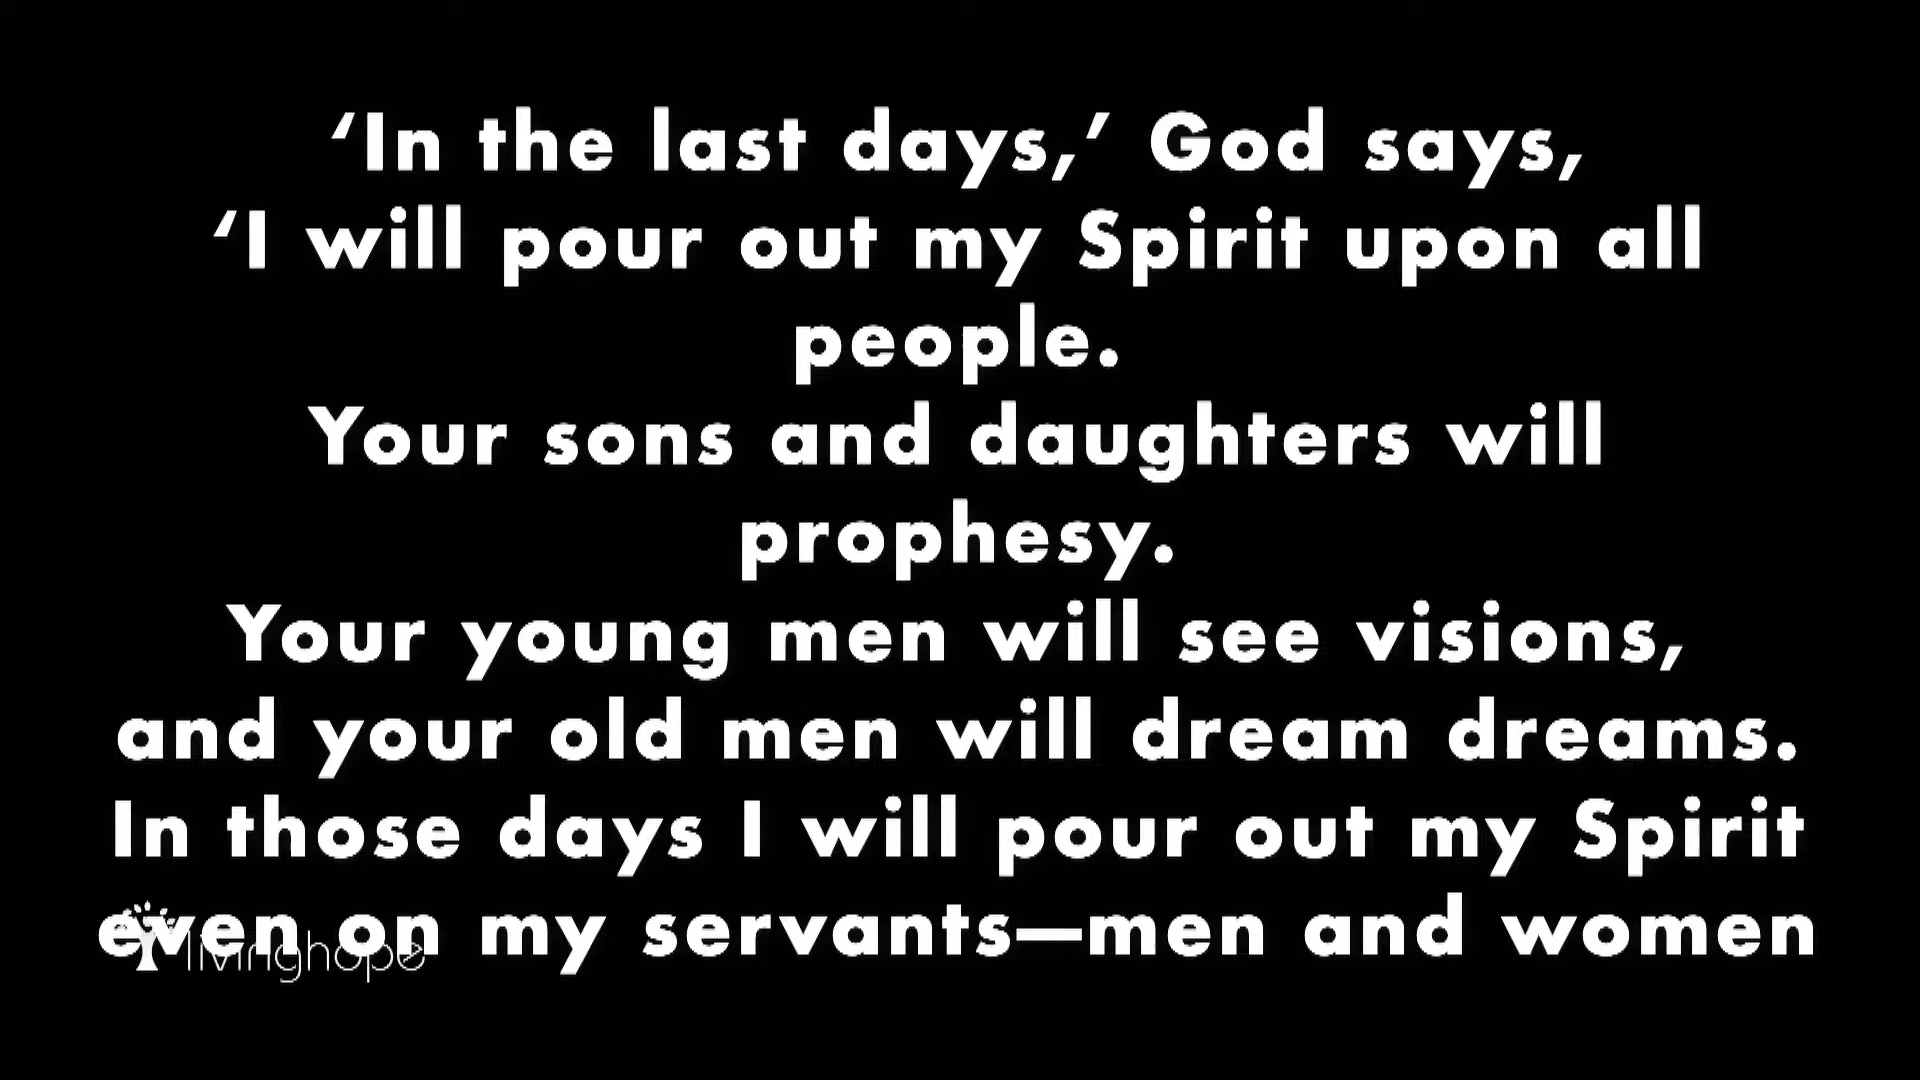 ‘In the last days,’ God says,
‘I will pour out my Spirit upon all
people.
Your sons and daughters will
prophesy.
Your young men will see visions,
and your old men will dream dreams.
In those days I will pour out my Spirit
even on my servants—men and women
livinghope